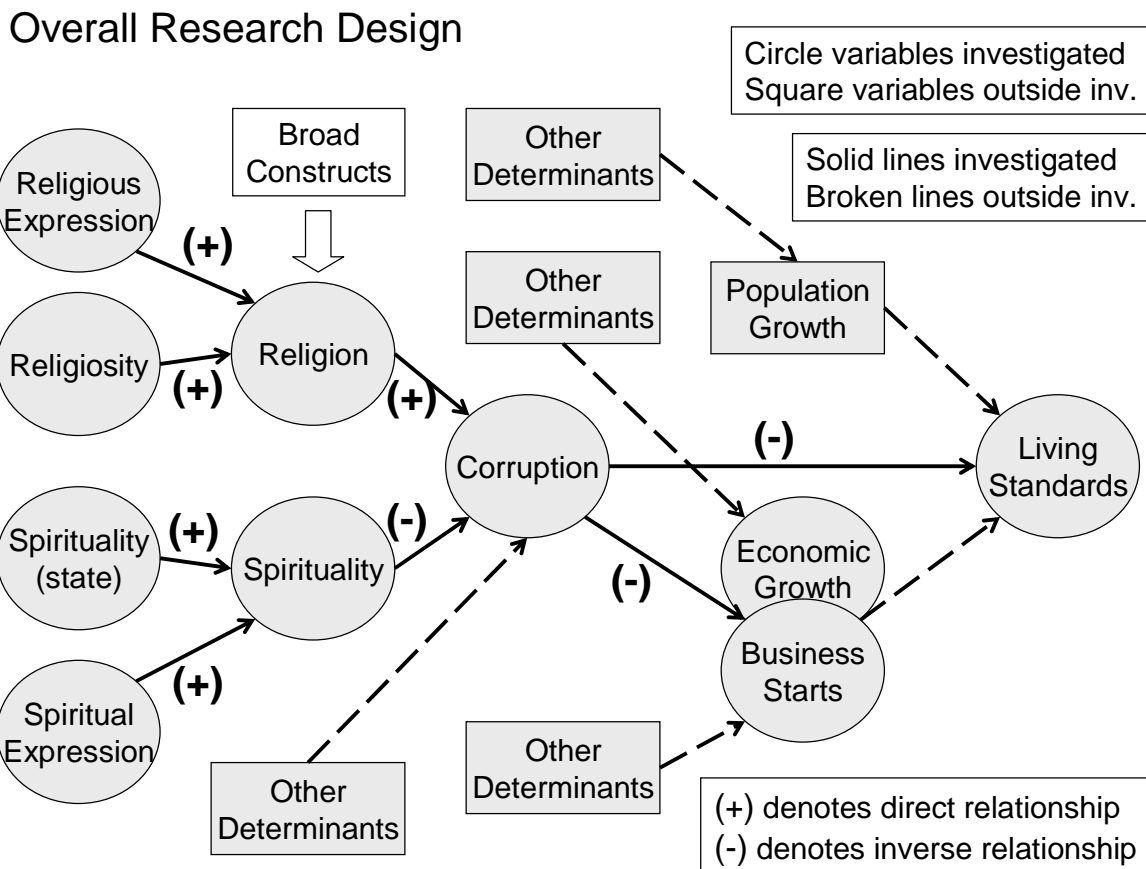 Overall Research Design
Circle variables investigated
Square variables outside inv.
Solid lines investigated
Broken lines outside inv.
Broad
Constructs
Other
Determinants
Religious
Expression
(+)
Other
Determinants
Population
Growth
Religiosity
(+)
Religion
(+)
Corruption
(-)
Living
Standards
Spirituality
(state)
(+)
Spirituality
(-)
(-)
Economic
Growth
Business
Starts
(+)
Spiritual
Expression
Other
Determinants
Other
Determinants
(+) denotes direct relationship
(-) denotes inverse relationship